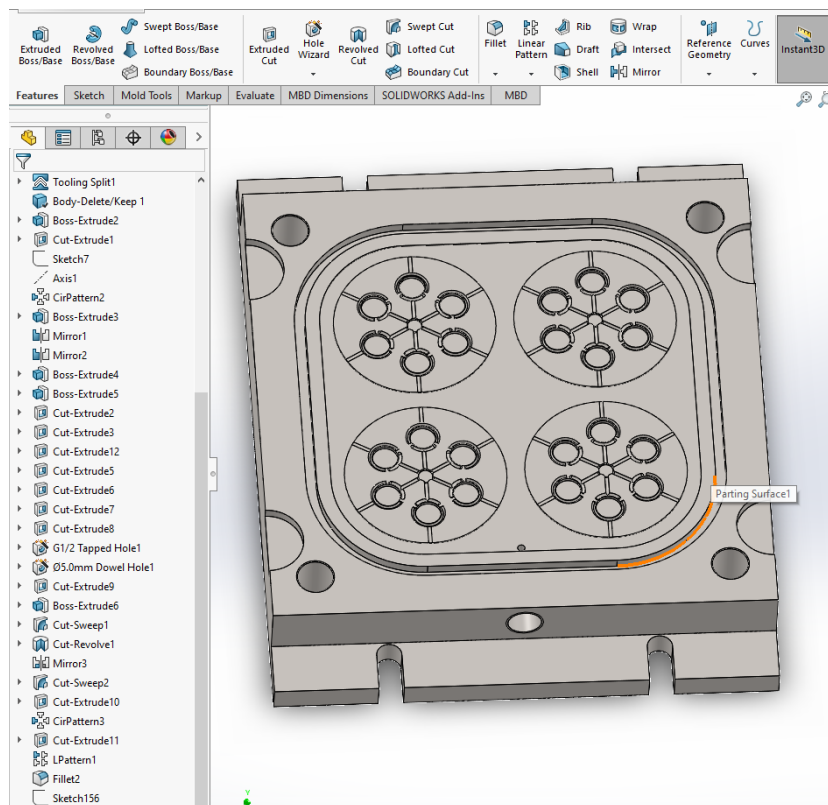 Extruded Boss/Base
Revolved Boss/Base
Swept Boss/Base
Lofted Boss/Base
Boundary Boss/Base
Extruded Cut
Hole Wizard
Revolved Cut
Swept Cut
Lofted Cut
Boundary Cut
Fillet
Linear Pattern
Rib
Draft
Shell
Wrap
Intersect
Mirror
Reference Geometry
Curves
Instant3D
Features
Sketch
Mold Tools
Markup
Evaluate
MBD Dimensions
SOLIDWORKS Add-Ins
MBD
Tooling Split1
Body-Delete/Keep 1
Boss-Extrude2
Cut-Extrude1
Sketch7
Axis1
CirPattern2
Boss-Extrude3
Mirror1
Mirror2
Boss-Extrude4
Boss-Extrude5
Cut-Extrude2
Cut-Extrude3
Cut-Extrude12
Cut-Extrude5
Cut-Extrude6
Cut-Extrude7
Cut-Extrude8
G1/2 Tapped Hole1
Ø5.0mm Dowel Hole1
Cut-Extrude9
Boss-Extrude6
Cut-Sweep1
Cut-Revolve1
Mirror3
Cut-Sweep2
Cut-Extrude10
CirPattern3
Cut-Extrude11
LPattern1
Fillet2
Sketch156
Parting Surface1
Y